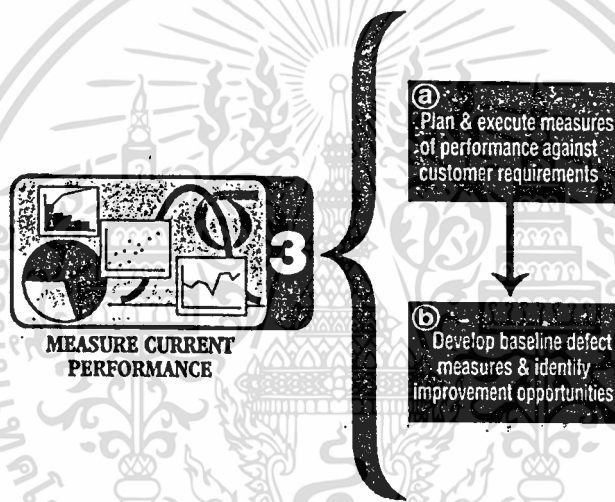 3
MEASURE CURRENT
PERFORMANCE
a
Plan & execute measures
of performance against
customer requirements
b
Develop baseline defect
measures & identify
improvement opportunities